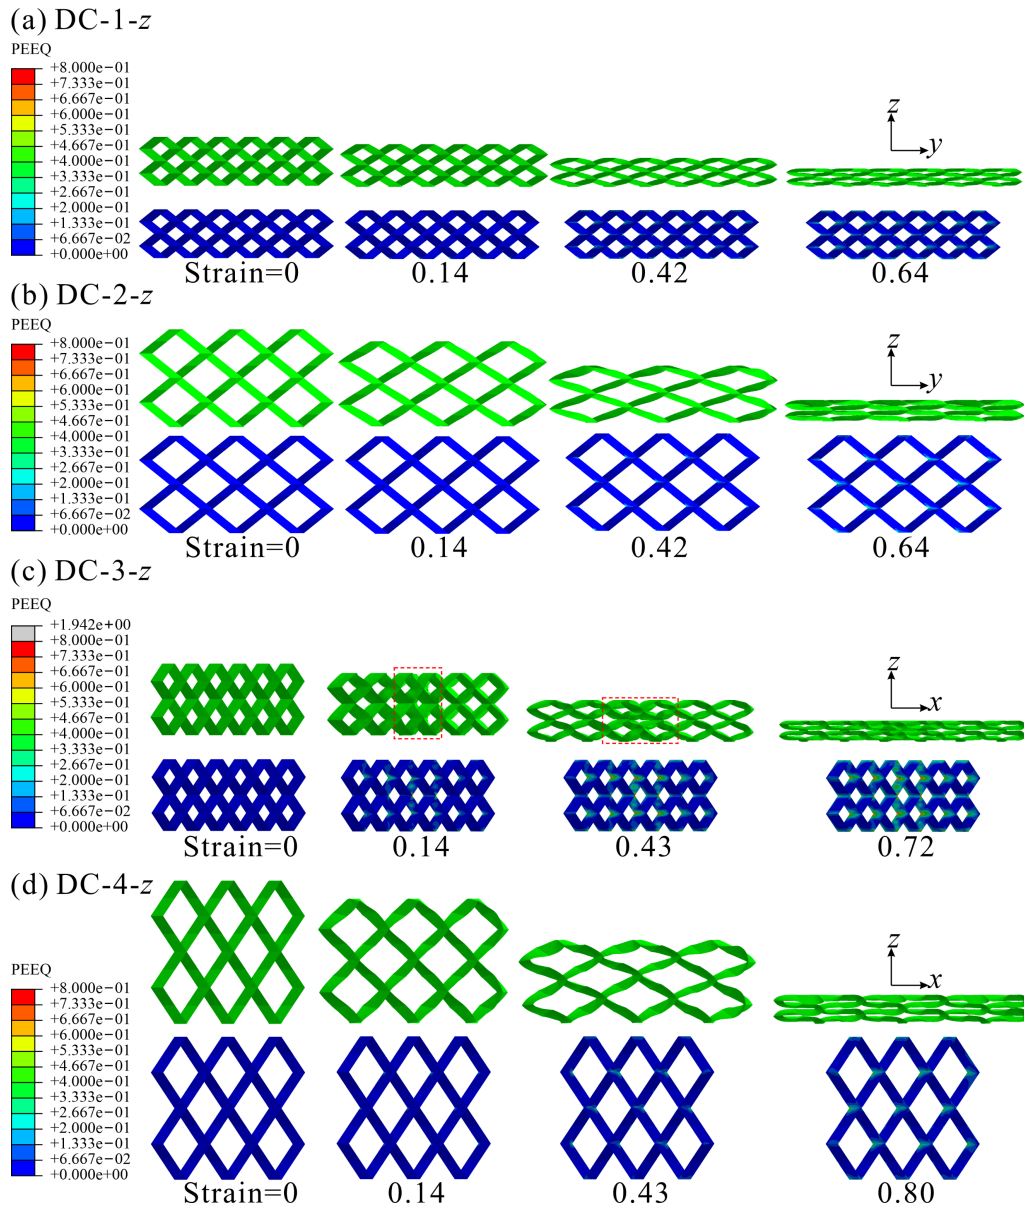 (a) DC-1-z
PEEQ
+8.000e−01
+7.333e−01
+6.667e−01
+6.000e−01
+5.333e−01
+4.667e−01
+4.000e−01
+3.333e−01
+2.667e−01
+2.000e−01
+1.333e−01
+6.667e−02
+0.000e+00
z
y
Strain=0 0.14 0.42 0.64
(b) DC-2-z
PEEQ
+8.000e−01
+7.333e−01
+6.667e−01
+6.000e−01
+5.333e−01
+4.667e−01
+4.000e−01
+3.333e−01
+2.667e−01
+2.000e−01
+1.333e−01
+6.667e−02
+0.000e+00
z
y
Strain=0 0.14 0.42 0.64
(c) DC-3-z
PEEQ
+1.942e+00
+8.000e−01
+7.333e−01
+6.667e−01
+6.000e−01
+5.333e−01
+4.667e−01
+4.000e−01
+3.333e−01
+2.667e−01
+2.000e−01
+1.333e−01
+6.667e−02
+0.000e+00
z
x
Strain=0 0.14 0.43 0.72
(d) DC-4-z
PEEQ
+8.000e−01
+7.333e−01
+6.667e−01
+6.000e−01
+5.333e−01
+4.667e−01
+4.000e−01
+3.333e−01
+2.667e−01
+2.000e−01
+1.333e−01
+6.667e−02
+0.000e+00
z
x
Strain=0 0.14 0.43 0.80